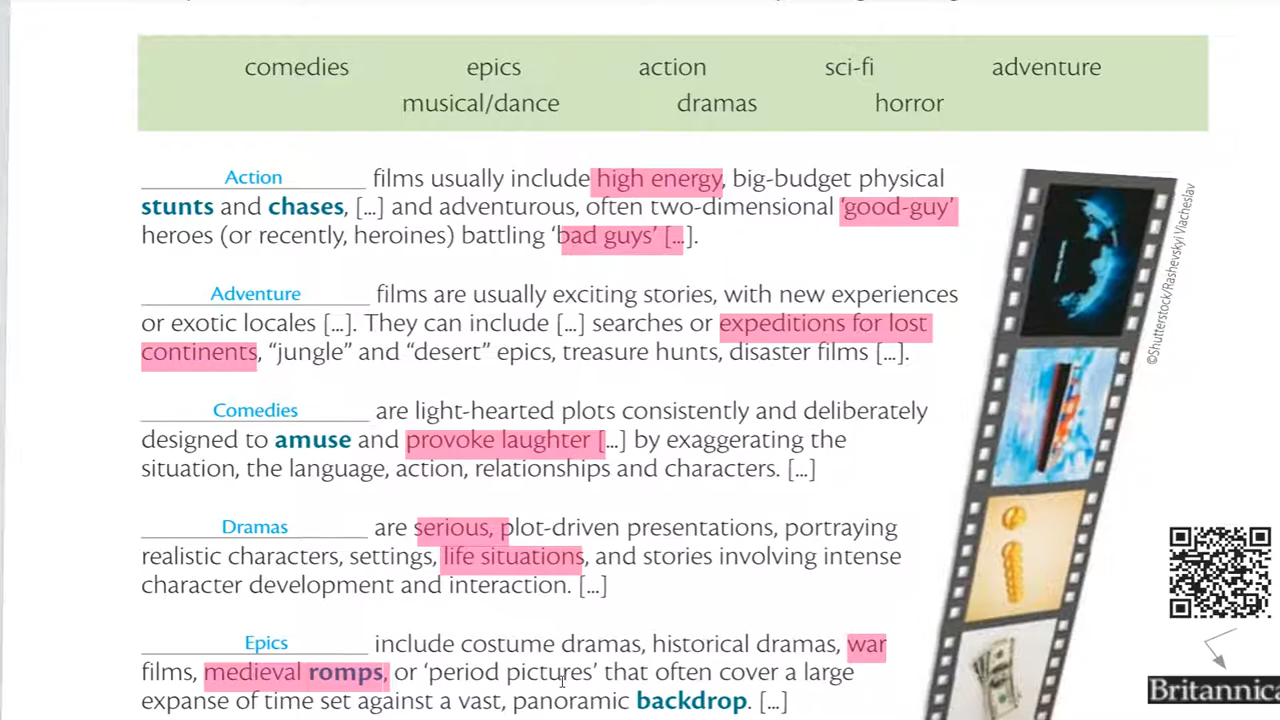 comedies epics action sci-fi adventure
musical/dance dramas horror
Action films usually include high energy, big-budget physical
stunts and chases, [...] and adventurous, often two-dimensional ‘good-guy’
heroes (or recently, heroines) battling ‘bad guys’ [...].
Adventure films are usually exciting stories, with new experiences
or exotic locales [...]. They can include [...] searches or expeditions for lost
continents, “jungle” and “desert” epics, treasure hunts, disaster films [...].
Comedies are light-hearted plots consistently and deliberately
designed to amuse and provoke laughter [...] by exaggerating the
situation, the language, action, relationships and characters. [...]
Dramas are serious, plot-driven presentations, portraying
realistic characters, settings, life situations, and stories involving intense
character development and interaction. [...]
Epics include costume dramas, historical dramas, war
films, medieval romps, or ‘period pictures’ that often cover a large
expanse of time set against a vast, panoramic backdrop. [...]
©Shutterstock/Rashevskyi Viacheslav
Britannica